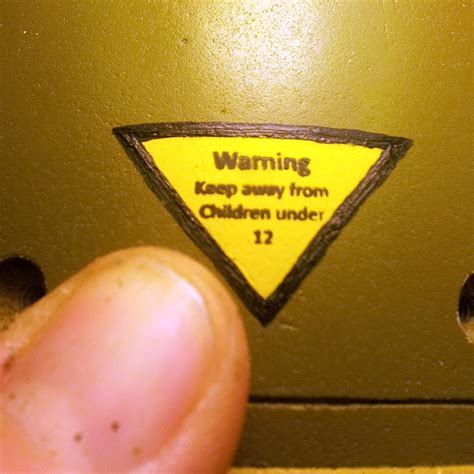 Warning
Keep away from
Children under
12